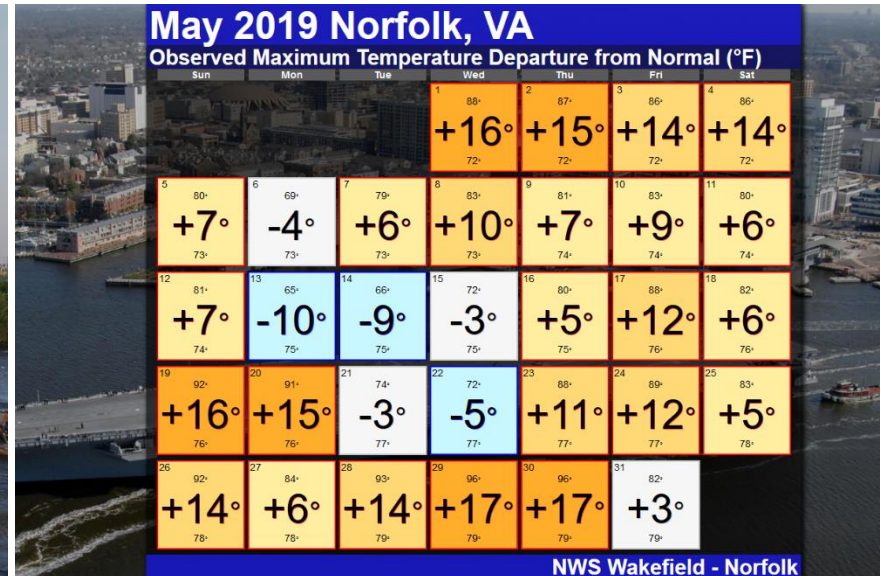 May 2019 Norfolk, VA
Observed Maximum Temperature Departure from Normal (°F)
Sun Mon Tue Wed Thu Fri Sat
1 2 3 4
88° 87° 86° 86°
+16° +15° +14° +14°
72° 72° 72° 72°
5 6 7 8 9 10 11
80° 69° 79° 83° 81° 83° 80°
+7° -4° +6° +10° +7° +9° +6°
73° 73° 73° 73° 74° 74° 74°
12 13 14 15 16 17 18
81° 65° 66° 72° 80° 88° 82°
+7° -10° -9° -3° +5° +12° +6°
74° 75° 75° 75° 75° 76° 76°
19 20 21 22 23 24 25
92° 91° 74° 72° 88° 89° 83°
+16° +15° -3° -5° +11° +12° +5°
76° 76° 77° 77° 77° 77° 78°
26 27 28 29 30 31
92° 84° 93° 96° 96° 82°
+14° +6° +14° +17° +17° +3°
78° 78° 79° 79° 79° 79°
NWS Wakefield - Norfolk